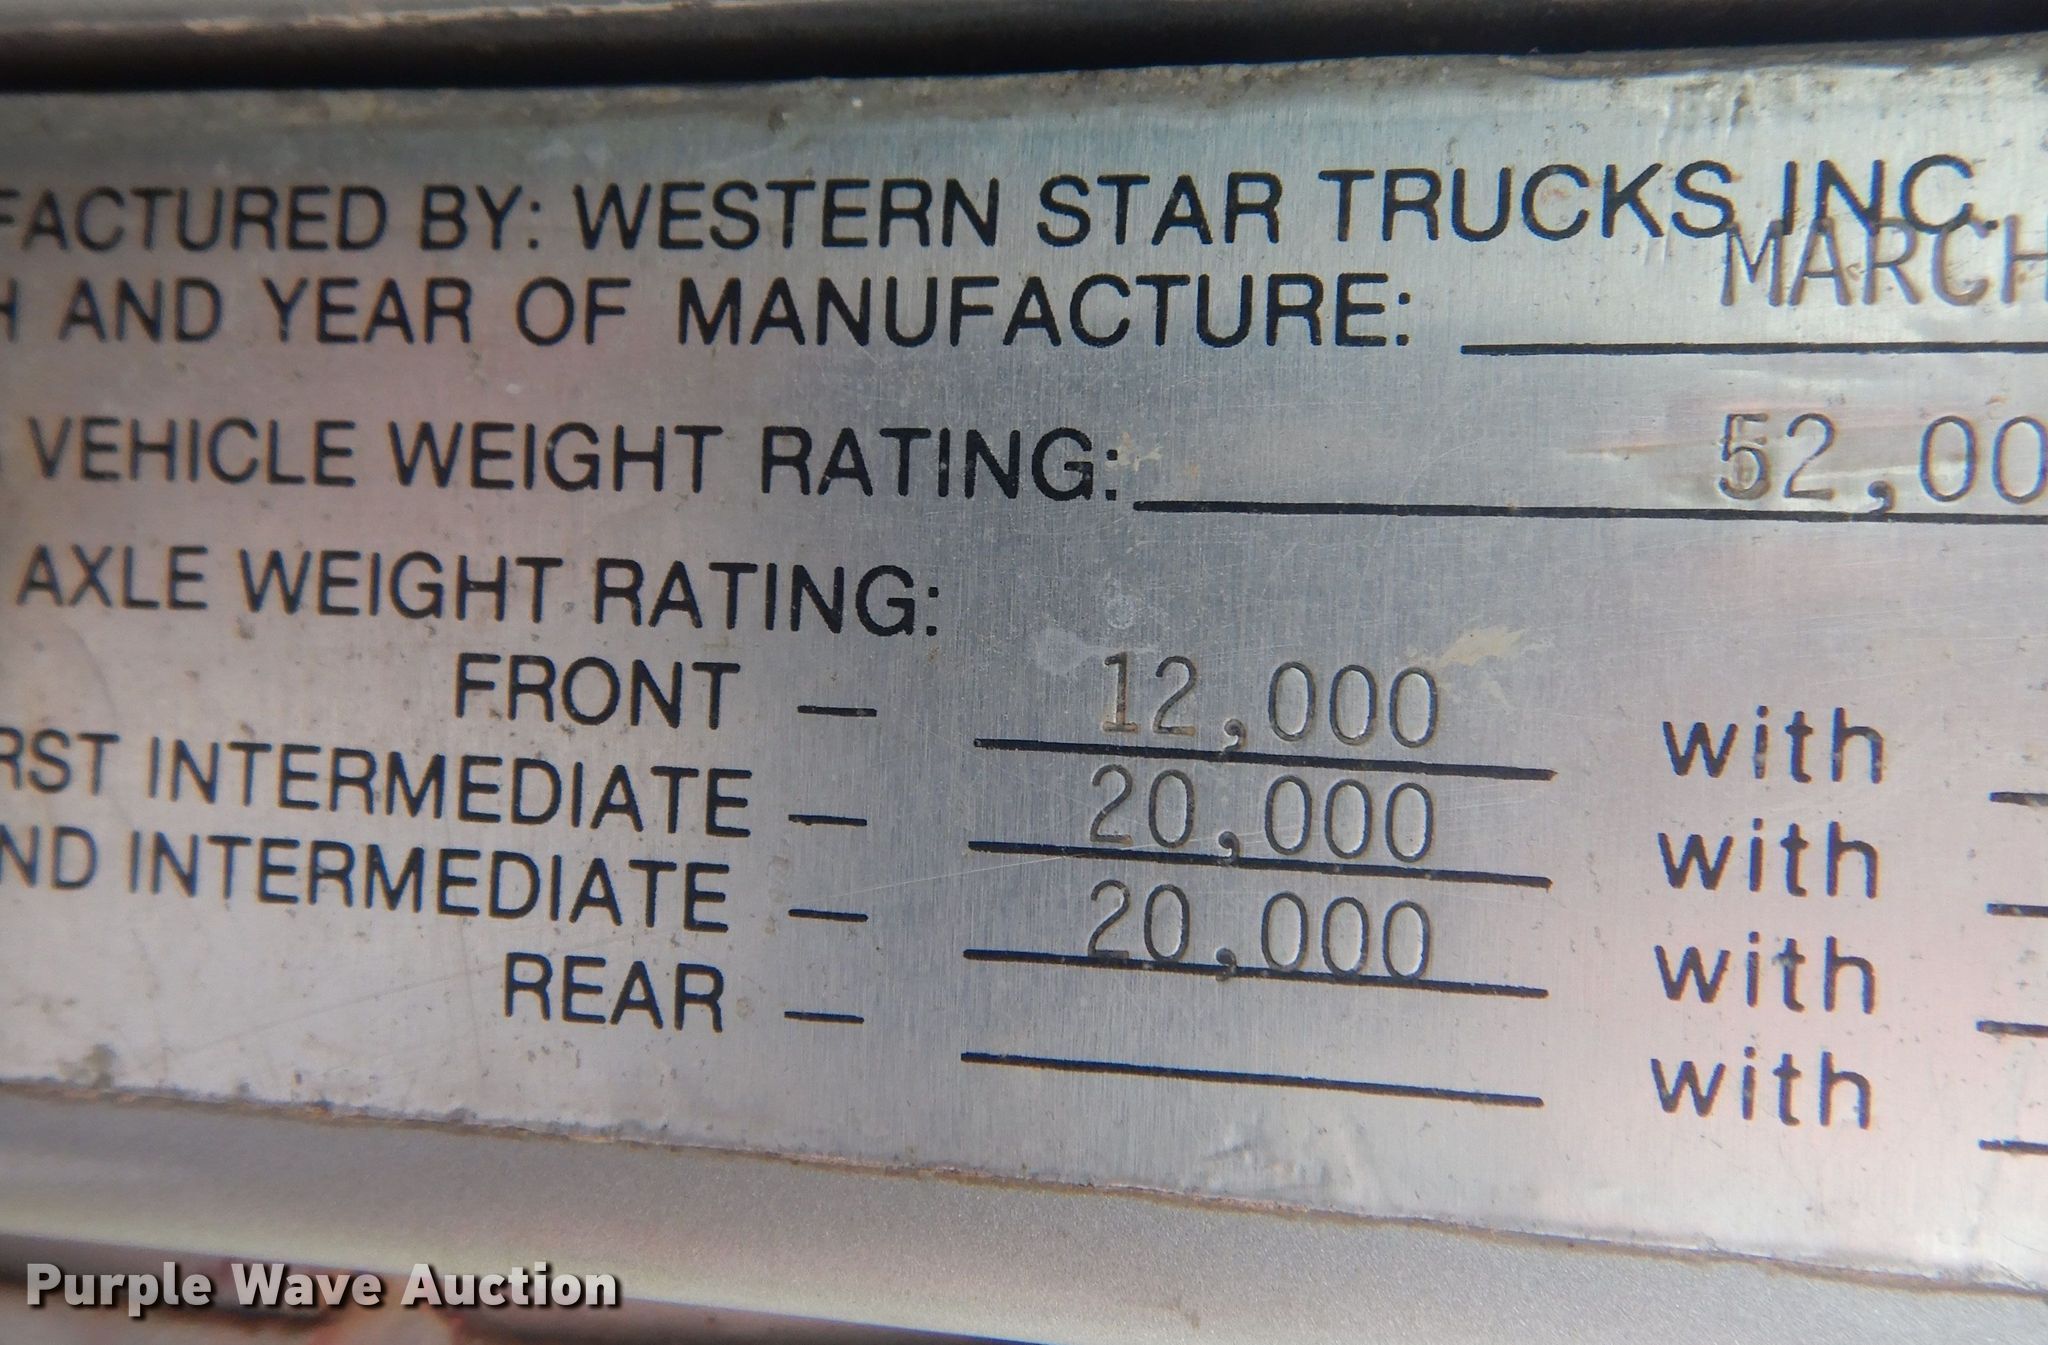 FACTURED BY: WESTERN STAR TRUCKS INC.
H AND YEAR OF MANUFACTURE: MARCH
VEHICLE WEIGHT RATING: 52,00
AXLE WEIGHT RATING:
FRONT — 12,000 with
RST INTERMEDIATE — 20,000 with
ND INTERMEDIATE — 20,000 with
REAR — with
Purple Wave Auction